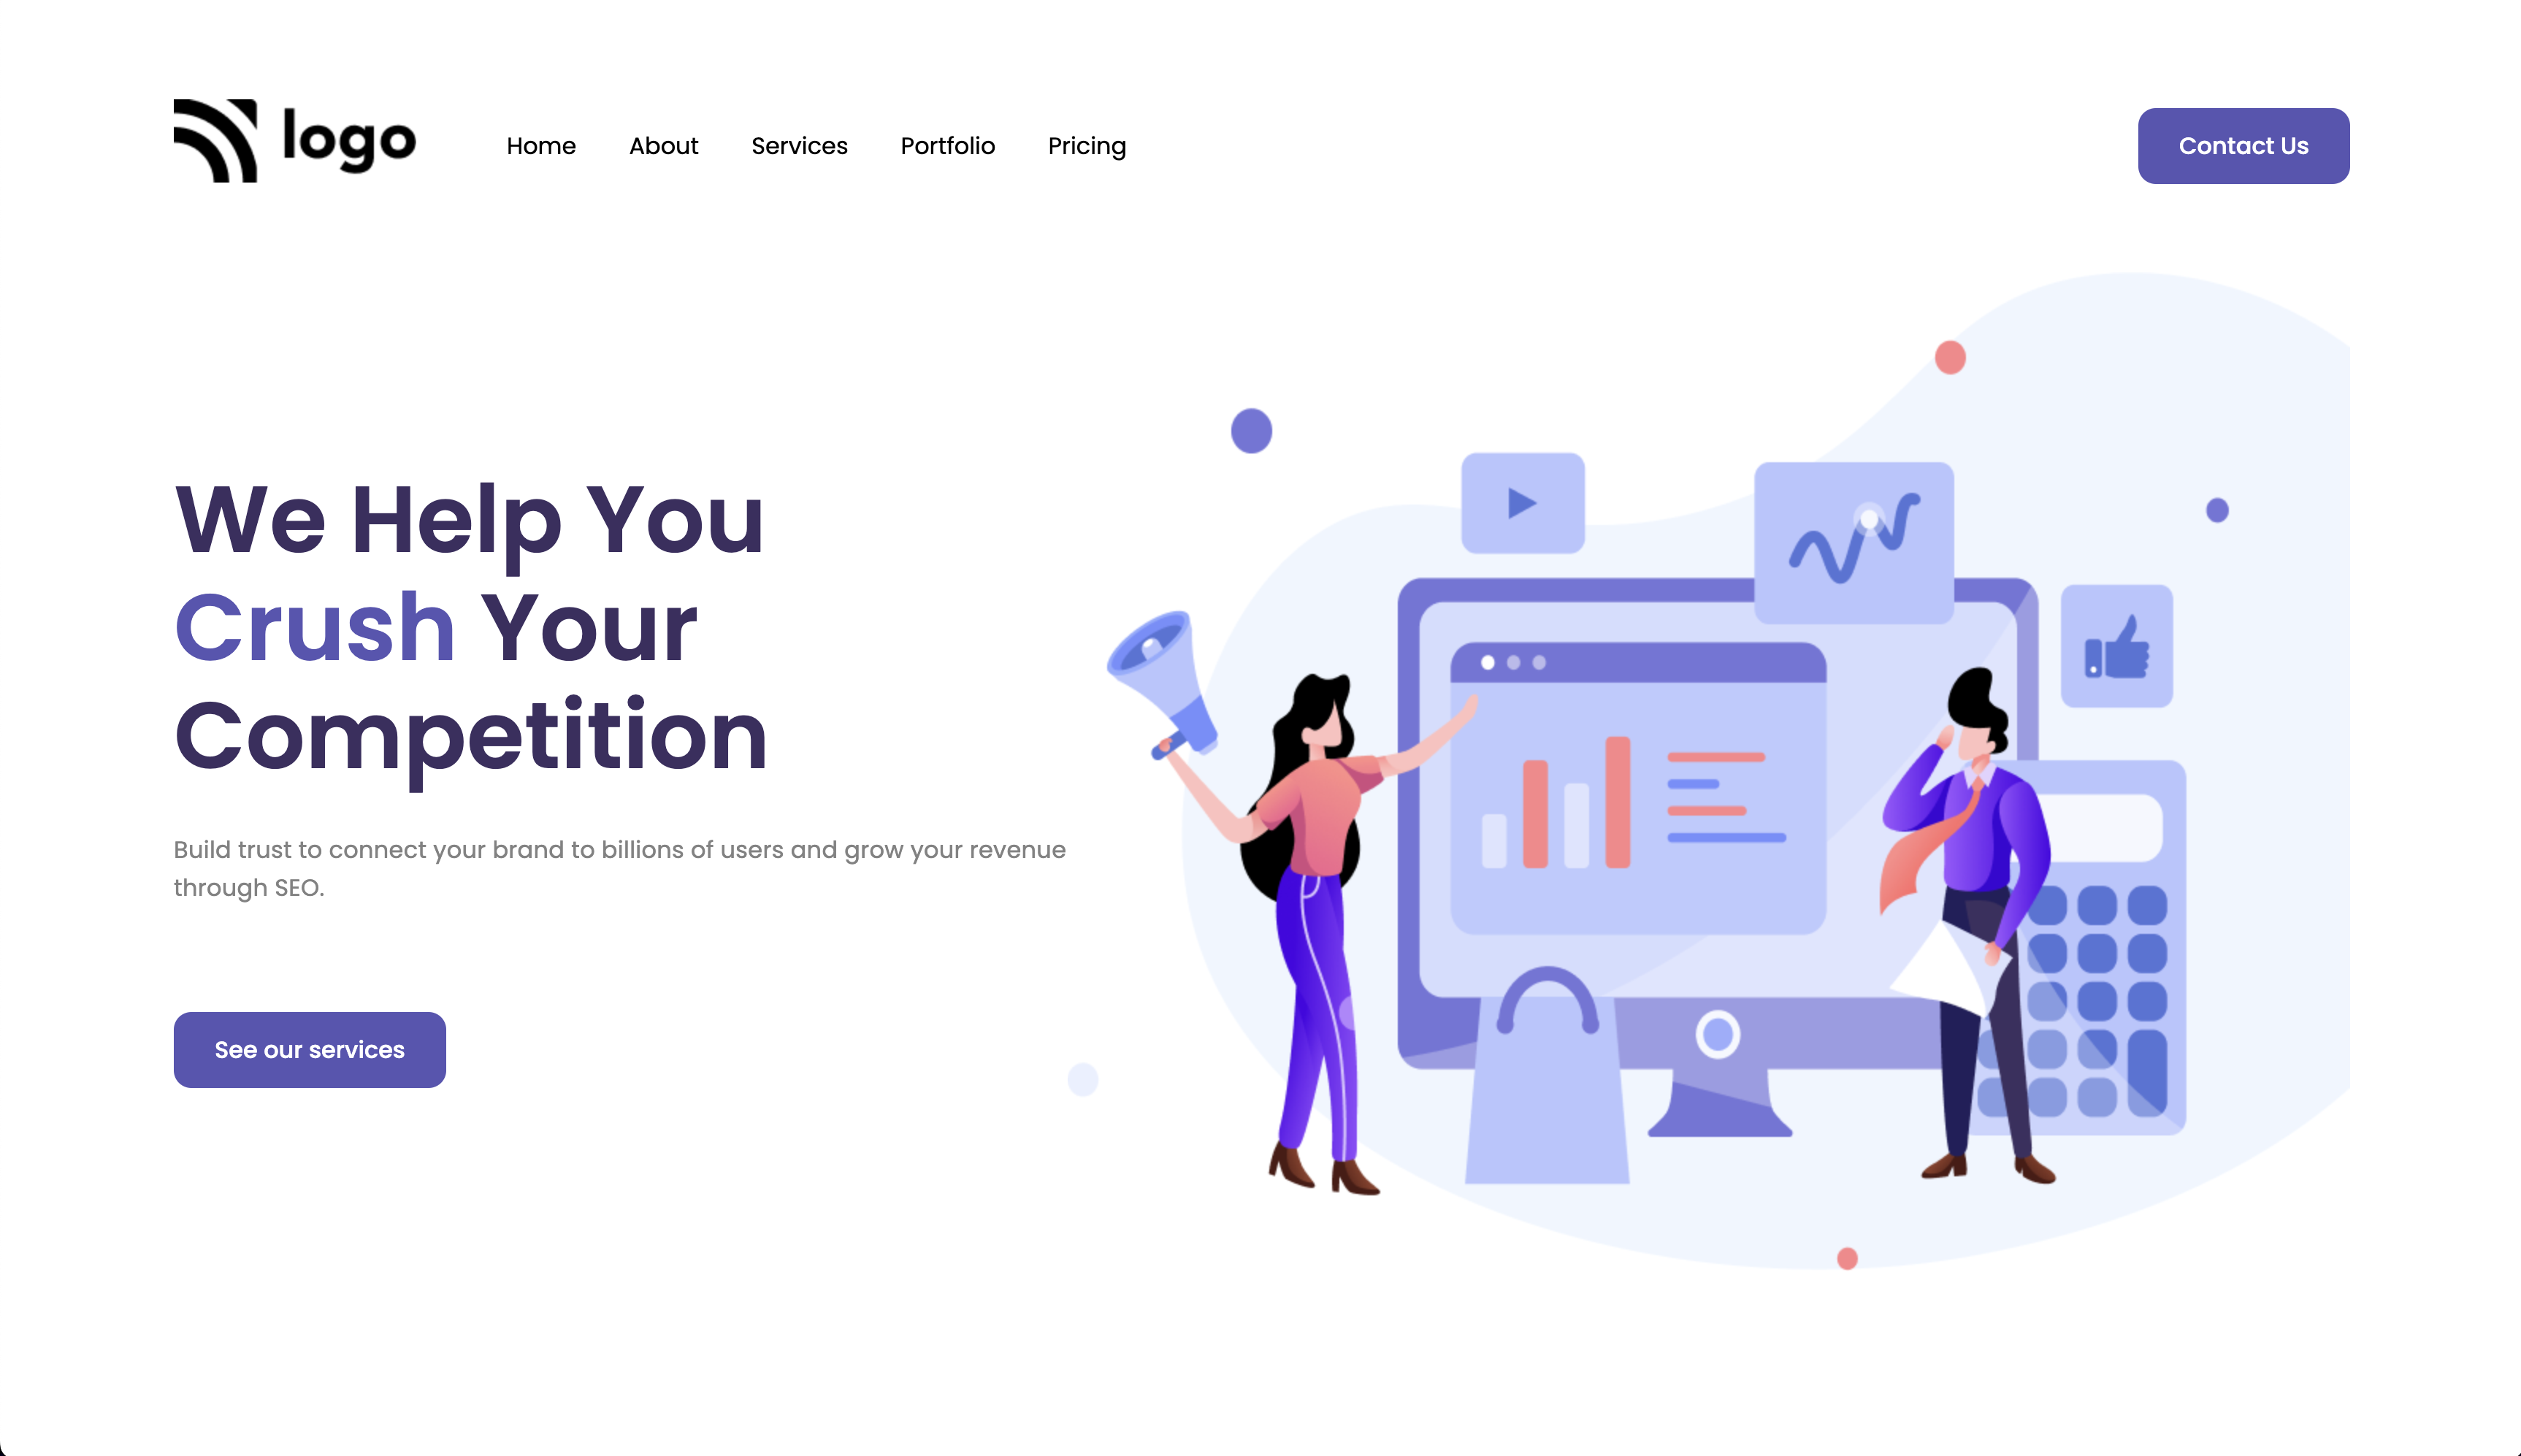 logo
Home
About
Services
Portfolio
Pricing
Contact Us
We Help You
Crush Your
Competition
Build trust to connect your brand to billions of users and grow your revenue
through SEO.
See our services